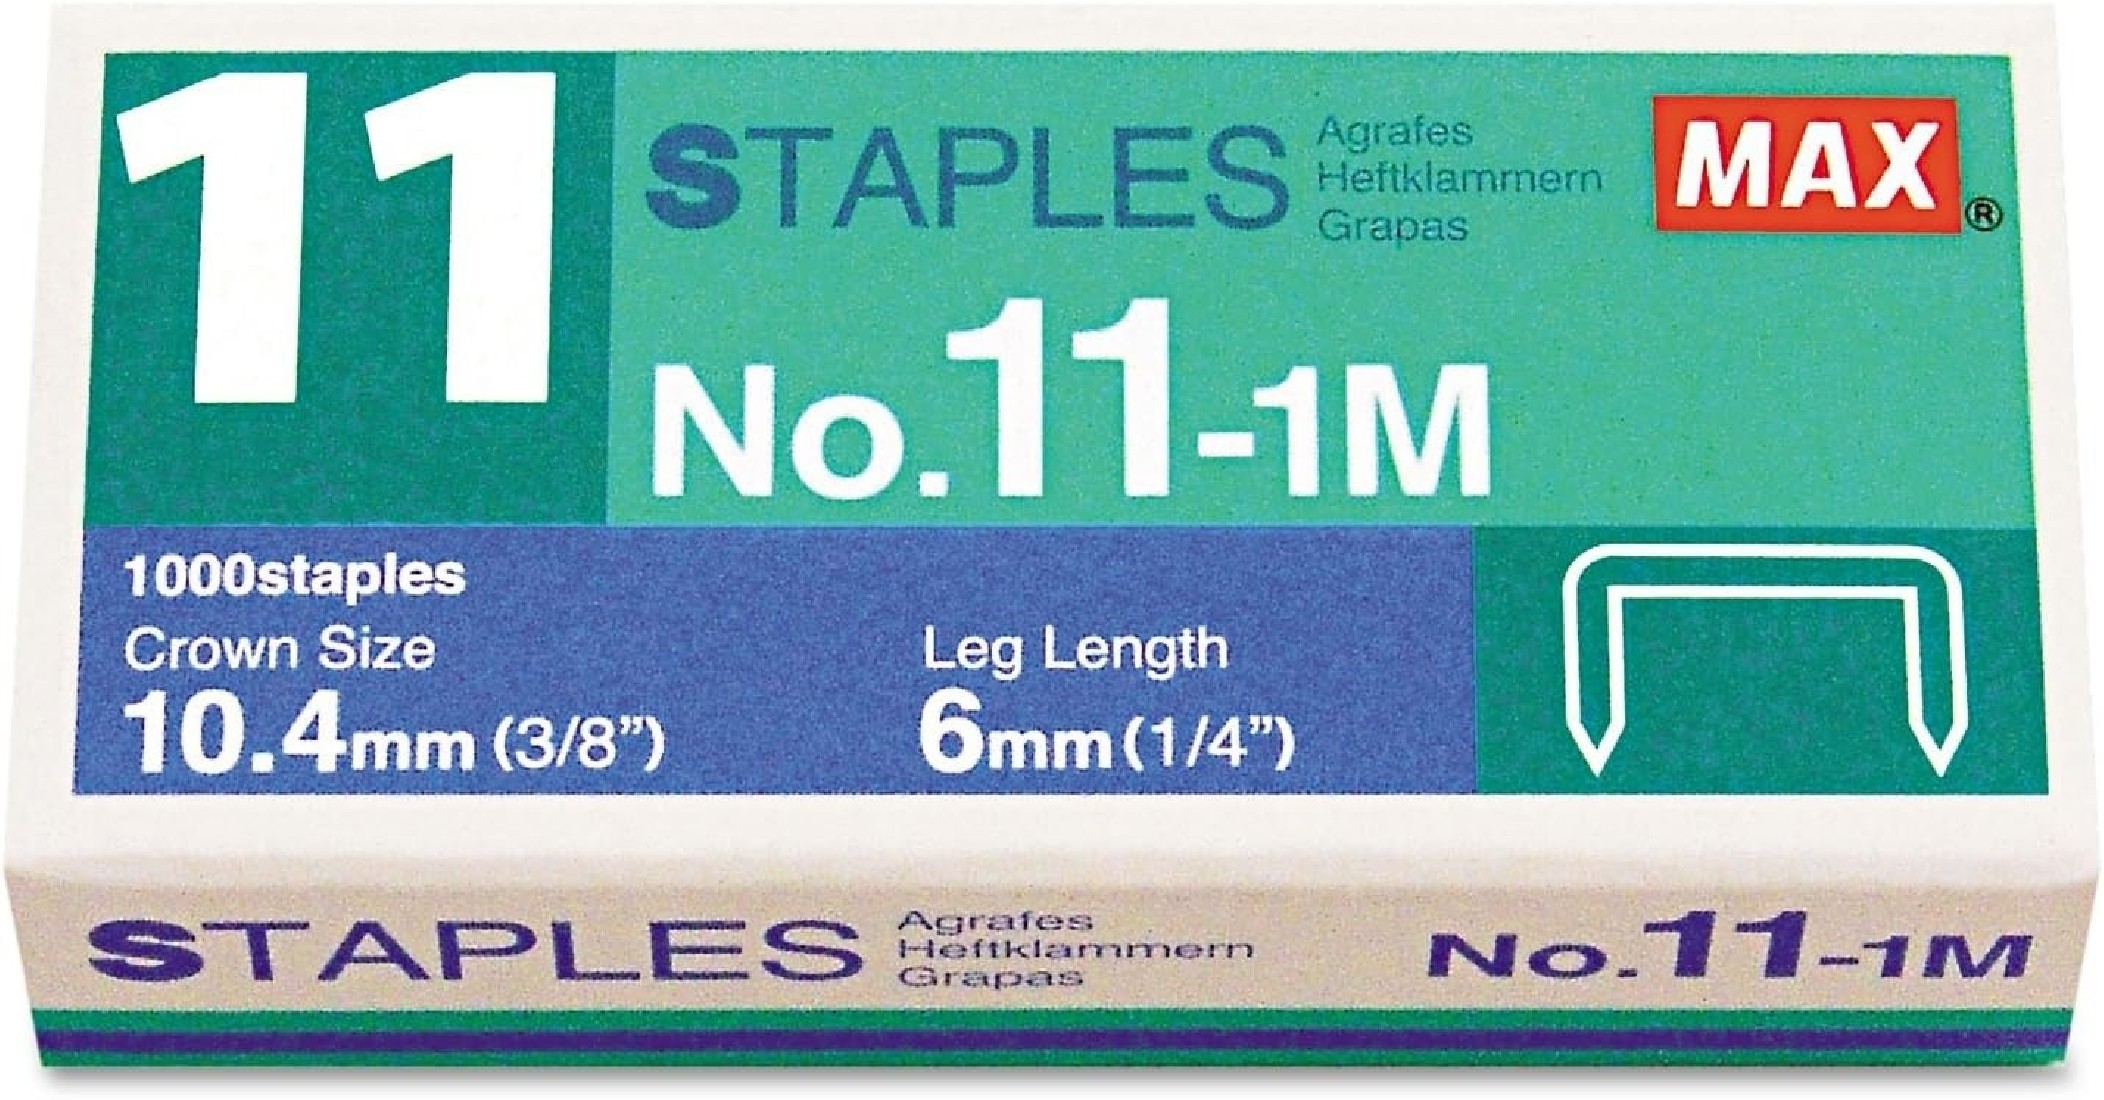 11
STAPLES
Agrafes
Heftklammern
Grapas
MAX®
No.11-1M
1000staples
Crown Size
10.4mm (3/8”)
Leg Length
6mm (1/4”)
STAPLES
Agrafes
Heftklammern
Grapas
No.11-1M